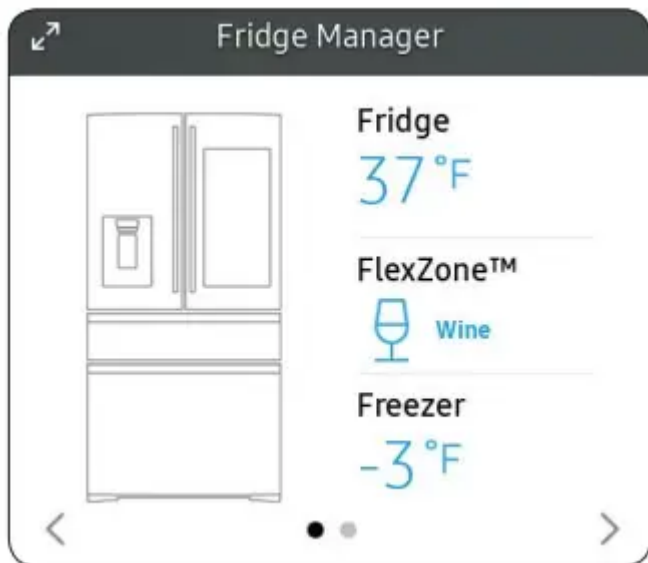 Fridge Manager
Fridge
37°F
FlexZone™
Wine
Freezer
-3°F